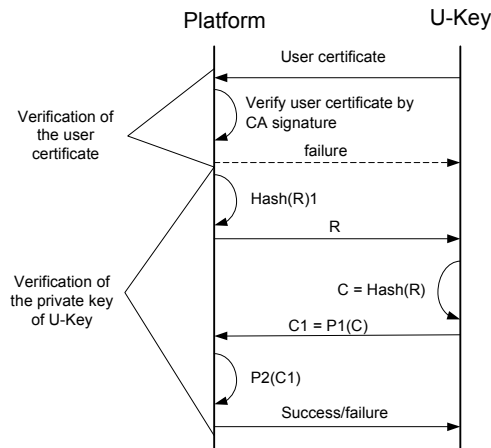 Platform
U-Key
User certificate
Verification of
the user
certificate
Verify user certificate by
CA signature
failure
Hash(R)1
R
Verification of
the private key
of U-Key
C = Hash(R)
C1 = P1(C)
P2(C1)
Success/failure